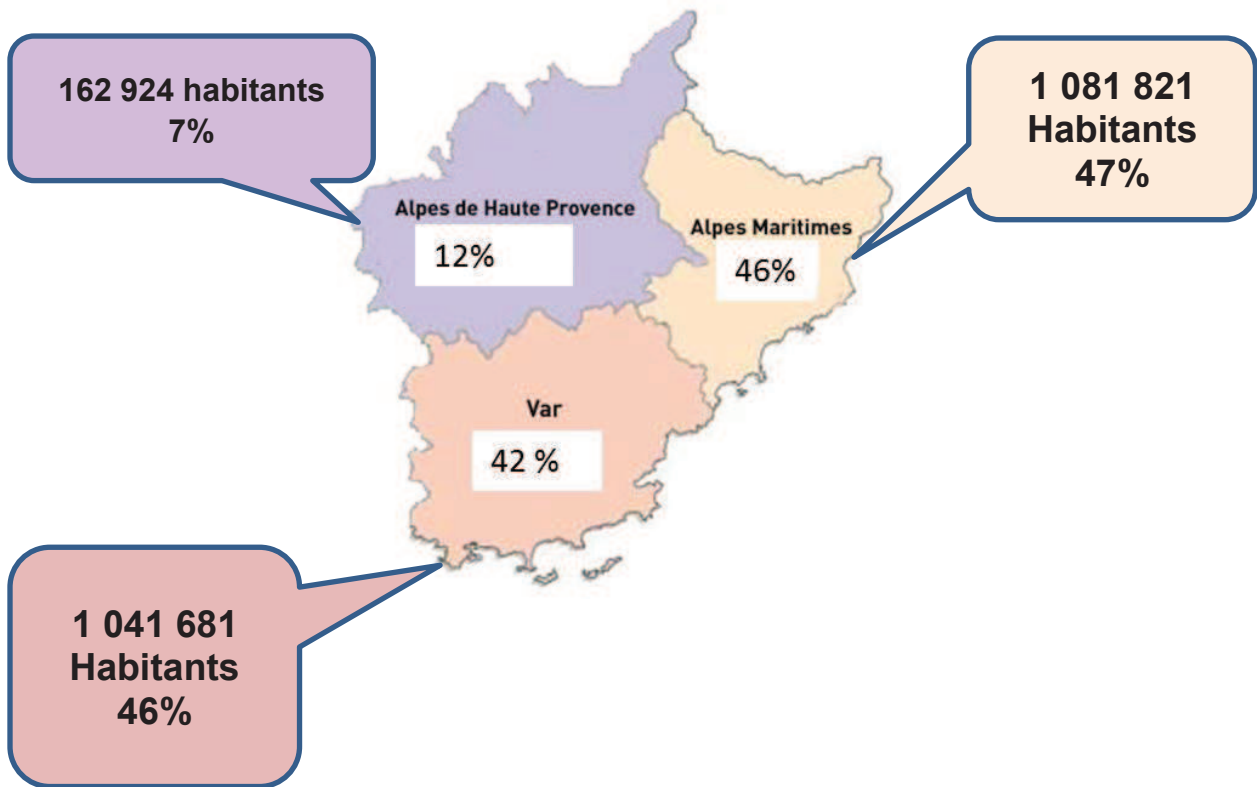 162 924 habitants
7%
1 081 821
Habitants
47%
Alpes de Haute Provence
12%
Alpes Maritimes
46%
Var
42 %
1 041 681
Habitants
46%